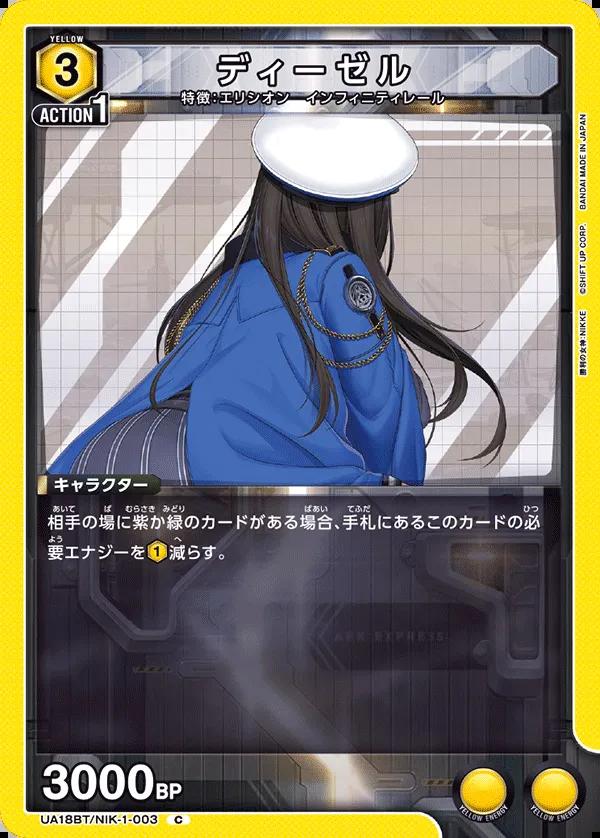 YELLOW
3
ACTION 1
ディーゼル
特徴:エリシオン インフィニティレール
勝利の女神:NIKKE ©SHIFT UP CORP. BANDAI MADE IN JAPAN
キャラクター
相手の場に紫か緑のカードがある場合、手札にあるこのカードの必
要エナジーを1減らす。
APK EXPRESS
3000BP
YELLOW ENERGY
YELLOW ENERGY
UA18BT/NIK-1-003 C